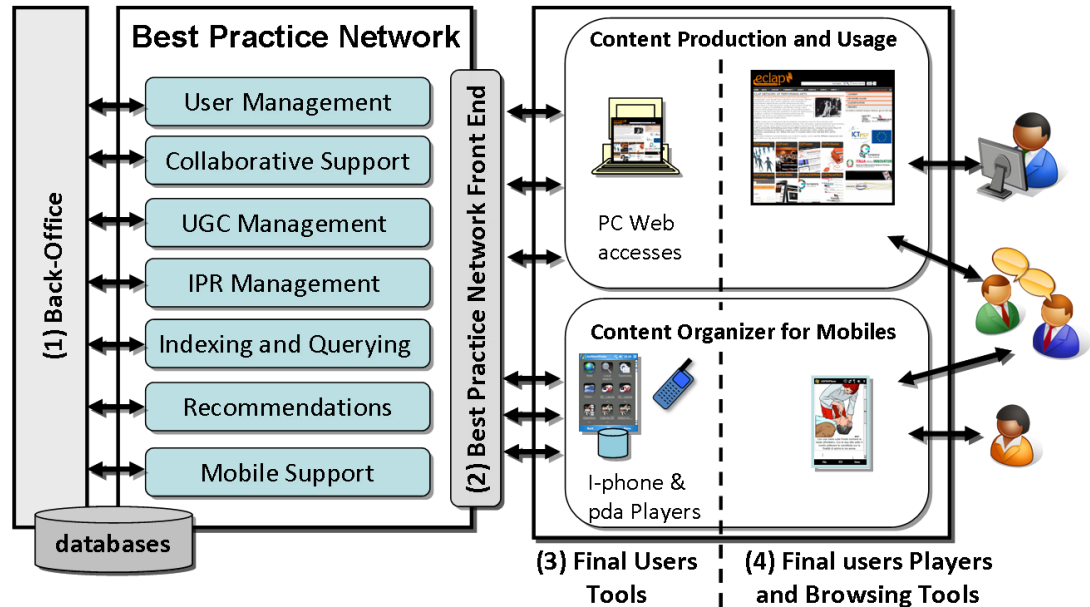 Best Practice Network
(1) Back-Office
User Management
Collaborative Support
UGC Management
IPR Management
Indexing and Querying
Recommendations
Mobile Support
databases
(2) Best Practice Network Front End
Content Production and Usage
eclap
PC Web
accesses
Content Organizer for Mobiles
I-phone &
pda Players
(3) Final Users
Tools
(4) Final users Players
and Browsing Tools